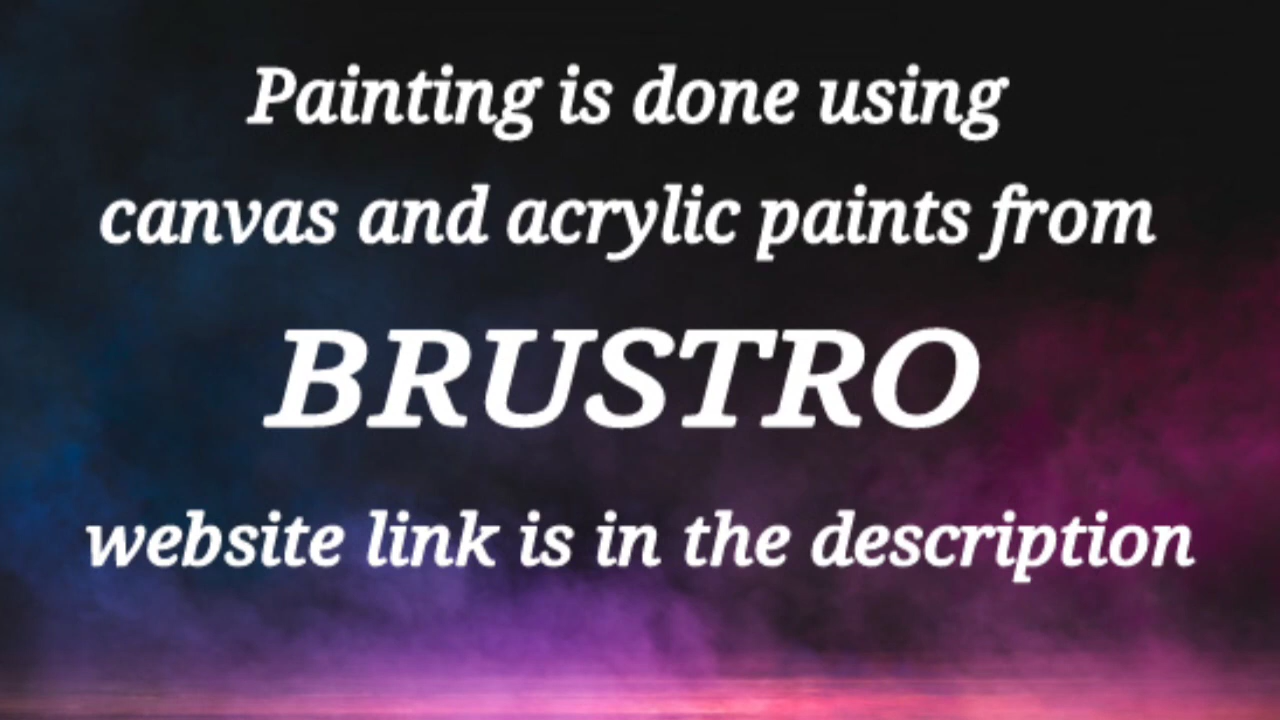 Painting is done using
canvas and acrylic paints from
BRUSTRO
website link is in the description